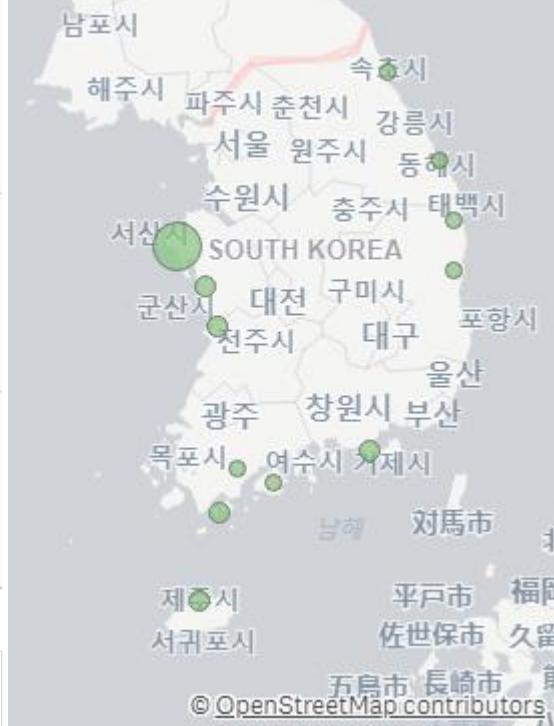 남포시
속초시
해주시
파주시
춘천시
강릉시
서울
원주시
동해시
수원시
충주시
태백시
서산시
SOUTH KOREA
대전
구미시
군산시
포항시
전주시
대구
울산
창원시
부산
광주
목포시
여수시
거제시
남해
対馬市
제주시
平戸市
福岡
서귀포시
佐世保市
久留
五島市
長崎市
© OpenStreetMap contributors